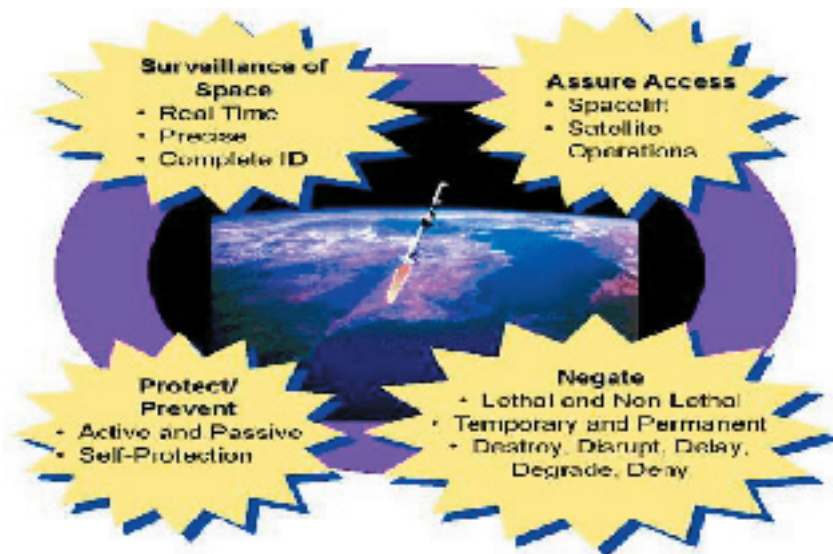 Surveillance of
Space
• Real Time
• Precise
• Complete ID
Assure Access
• Spacelift
• Satellite
Operations
Protect/
Prevent
• Active and Passive
• Self-Protection
Negate
• Lethal and Non-Lethal
• Temporary and Permanent
• Destroy, Disrupt, Delay,
Degrade, Deny